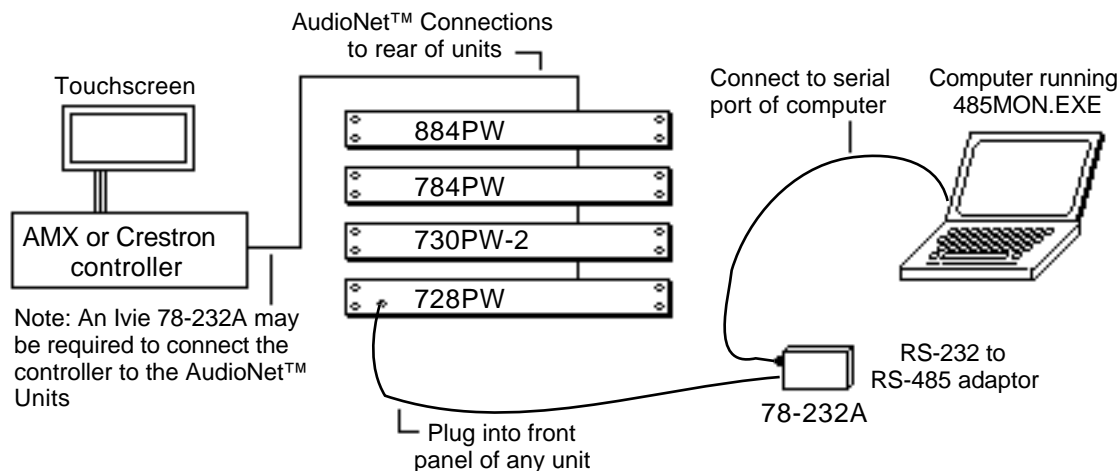 AudioNet™ Connections
to rear of units
Touchscreen
Connect to serial
port of computer
Computer running
485MON.EXE
884PW
784PW
AMX or Crestron
controller
730PW-2
728PW
Note: An Ivie 78-232A may
be required to connect the
controller to the AudioNet™
Units
RS-232 to
RS-485 adaptor
78-232A
Plug into front
panel of any unit